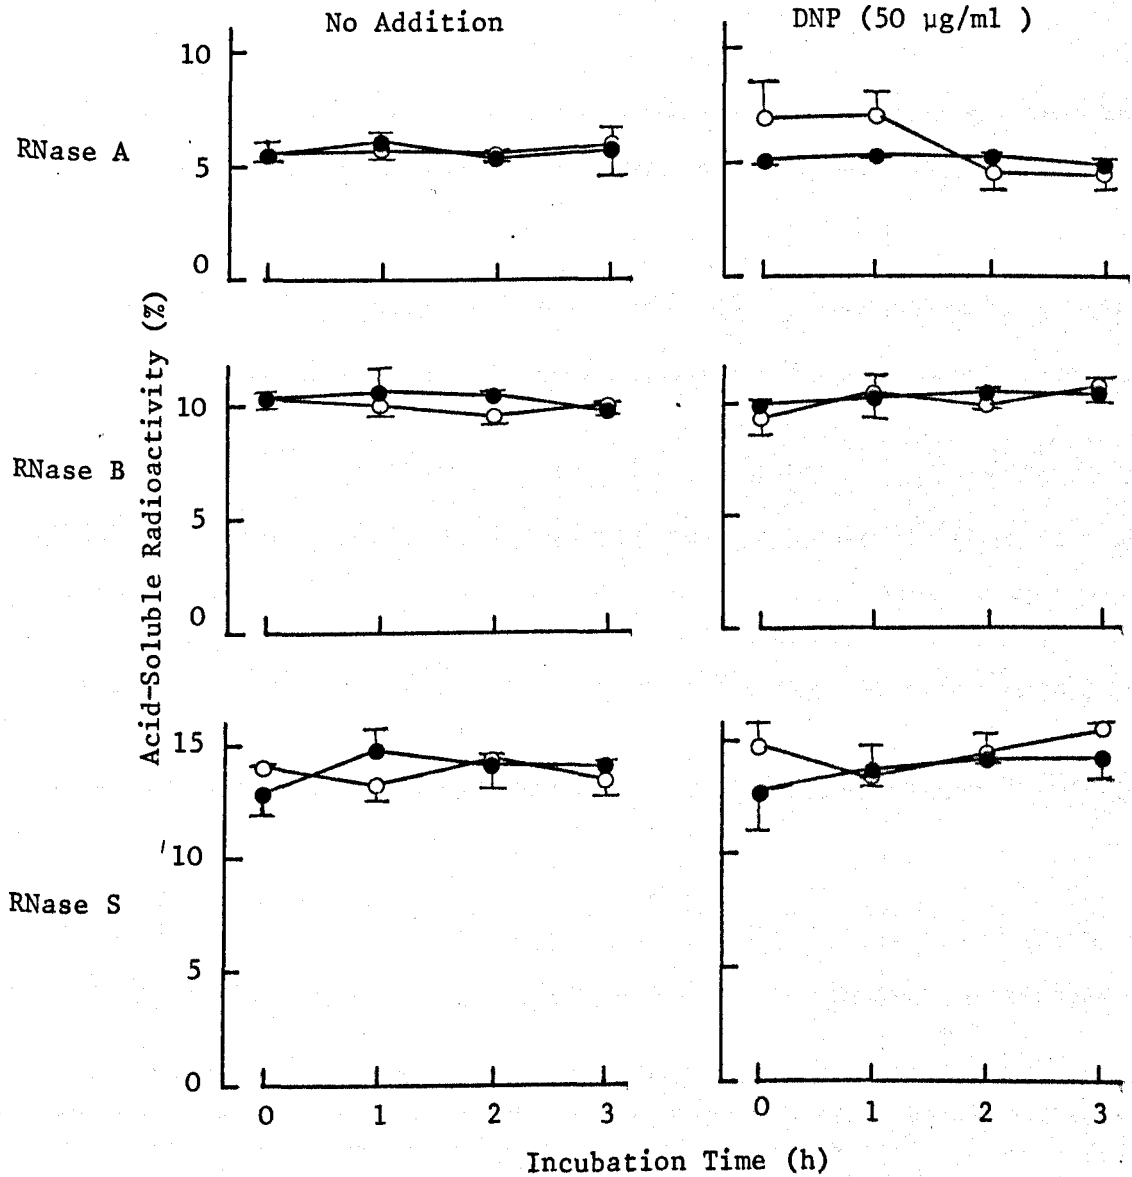 No Addition
DNP (50 µg/ml )
RNase A
10
5
0
Acid-Soluble Radioactivity (%)
RNase B
10
5
0
RNase S
15
10
5
0
0 1 2 3
0 1 2 3
Incubation Time (h)